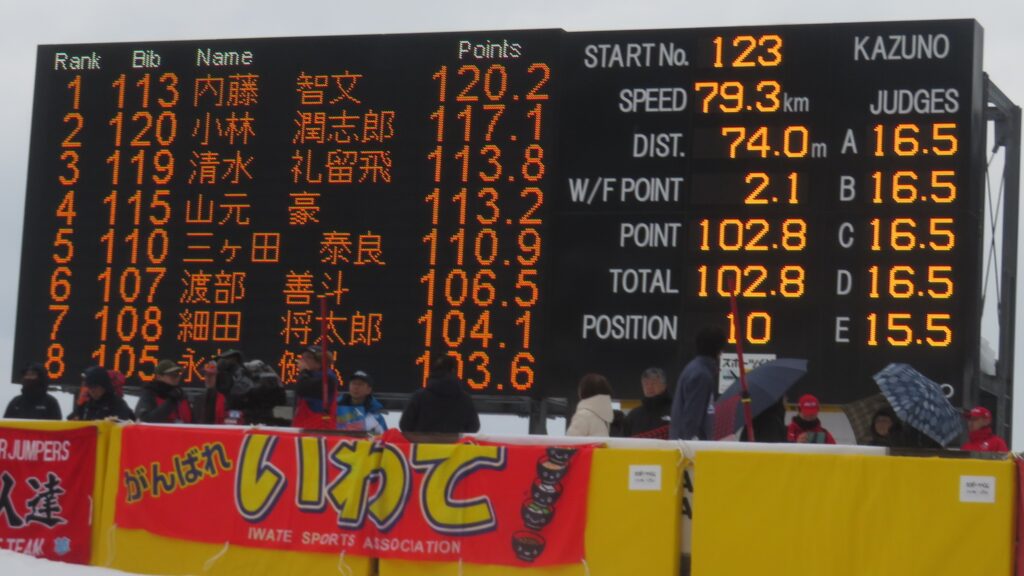 Rank Bib Name Points
1 113 内藤 智文 120.2
2 120 小林 潤志郎 117.1
3 119 清水 礼留飛 113.8
4 115 山元 豪 113.2
5 110 三ヶ田 泰良 110.9
6 107 渡部 善斗 106.5
7 108 細田 将太郎 104.1
8 105 103.6
START No. 123
SPEED 79.3 km
DIST. 74.0 m
W/F POINT 2.1
POINT 102.8
TOTAL 102.8
POSITION 10
KAZUNO
JUDGES
A 16.5
B 16.5
C 16.5
D 16.5
E 15.5
JUMPERS
達
TEAM
がんばれ
いわて
IWATE SPORTS ASSOCIATION